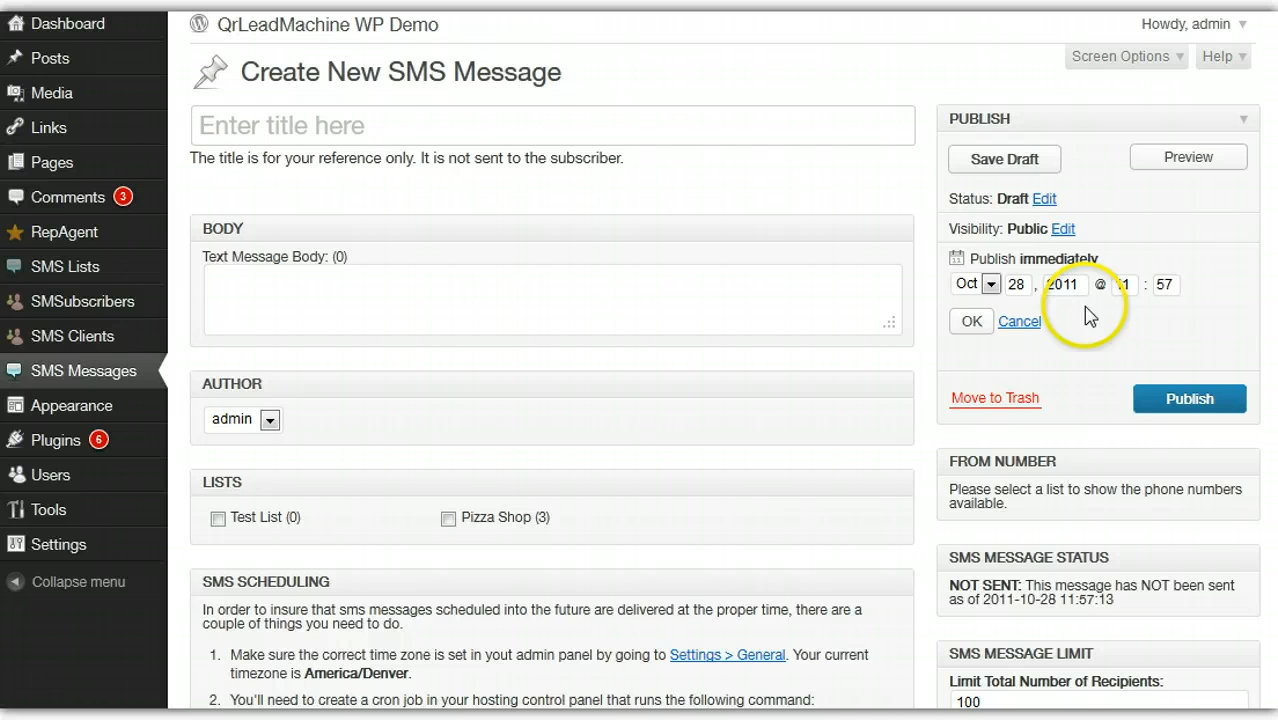 Dashboard
Posts
Media
Links
Pages
Comments 3
RepAgent
SMS Lists
SMSubscribers
SMS Clients
SMS Messages
Appearance
Plugins 6
Users
Tools
Settings
Collapse menu
QrLeadMachine WP Demo
Howdy, admin
Screen Options
Help
Create New SMS Message
Enter title here
The title is for your reference only. It is not sent to the subscriber.
BODY
Text Message Body: (0)
AUTHOR
admin
LISTS
Test List (0) Pizza Shop (3)
SMS SCHEDULING
In order to insure that sms messages scheduled into the future are delivered at the proper time, there are a
couple of things you need to do.
1. Make sure the correct time zone is set in yout admin panel by going to Settings > General. Your current
timezone is America/Denver.
2. You'll need to create a cron job in your hosting control panel that runs the following command:
PUBLISH
Save Draft Preview
Status: Draft Edit
Visibility: Public Edit
Publish immediately
Oct 28 , 2011 @ 11 : 57
OK Cancel
Move to Trash Publish
FROM NUMBER
Please select a list to show the phone numbers
available.
SMS MESSAGE STATUS
NOT SENT: This message has NOT been sent
as of 2011-10-28 11:57:13
SMS MESSAGE LIMIT
Limit Total Number of Recipients:
100